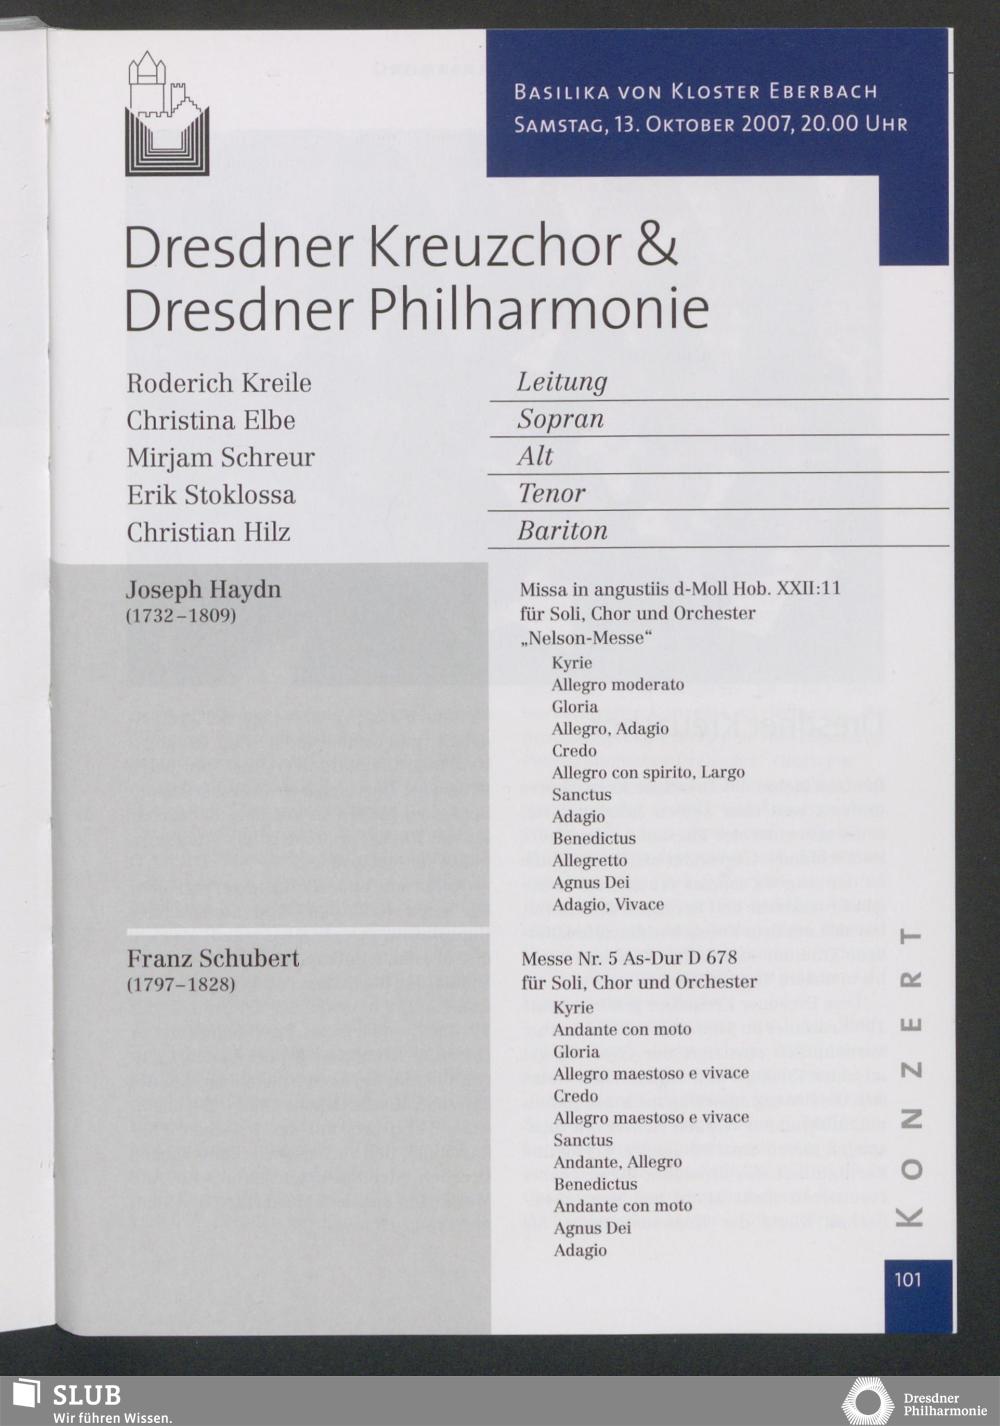 BASILIKA VON KLOSTER EBERBACH
SAMSTAG, 13. OKTOBER 2007, 20.00 UHR
Dresdner Kreuzchor &
Dresdner Philharmonie
Roderich Kreile Leitung
Christina Elbe Sopran
Mirjam Schreur Alt
Erik Stoklossa Tenor
Christian Hilz Bariton
Joseph Haydn
(1732–1809)
Missa in angustiis d-Moll Hob. XXII:11
für Soli, Chor und Orchester
„Nelson-Messe“
Kyrie
Allegro moderato
Gloria
Allegro, Adagio
Credo
Allegro con spirito, Largo
Sanctus
Adagio
Benedictus
Allegretto
Agnus Dei
Adagio, Vivace
Franz Schubert
(1797–1828)
Messe Nr. 5 As-Dur D 678
für Soli, Chor und Orchester
Kyrie
Andante con moto
Gloria
Allegro maestoso e vivace
Credo
Allegro maestoso e vivace
Sanctus
Andante, Allegro
Benedictus
Andante con moto
Agnus Dei
Adagio
KONZERT
101
SLUB
Wir führen Wissen.
Dresdner
Philharmonie